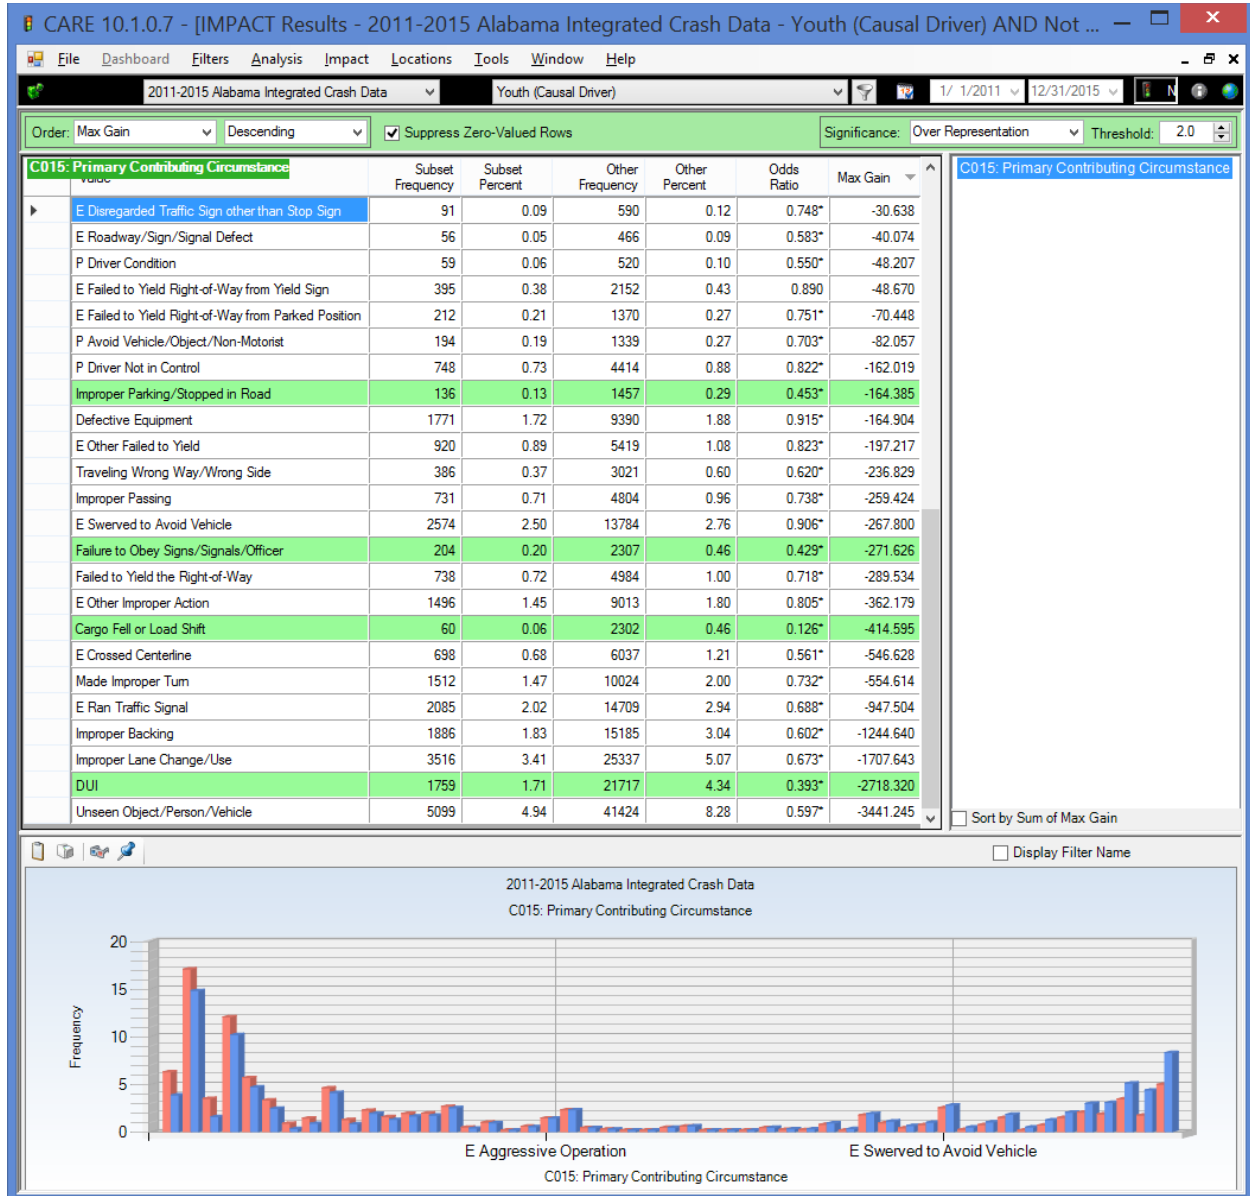 CARE 10.1.0.7 - [IMPACT Results - 2011-2015 Alabama Integrated Crash Data - Youth (Causal Driver) AND Not ...
File Dashboard Filters Analysis Impact Locations Tools Window Help
2011-2015 Alabama Integrated Crash Data Youth (Causal Driver) 1/ 1/2011 12/31/2015 N
Order: Max Gain Descending Suppress Zero-Valued Rows Significance: Over Representation Threshold: 2.0
C015: Primary Contributing Circumstance Subset Frequency Subset Percent Other Frequency Other Percent Odds Ratio Max Gain C015: Primary Contributing Circumstance
E Disregarded Traffic Sign other than Stop Sign 91 0.09 590 0.12 0.748* -30.638
E Roadway/Sign/Signal Defect 56 0.05 466 0.09 0.583* -40.074
P Driver Condition 59 0.06 520 0.10 0.550* -48.207
E Failed to Yield Right-of-Way from Yield Sign 395 0.38 2152 0.43 0.890 -48.670
E Failed to Yield Right-of-Way from Parked Position 212 0.21 1370 0.27 0.751* -70.448
P Avoid Vehicle/Object/Non-Motorist 194 0.19 1339 0.27 0.703* -82.057
P Driver Not in Control 748 0.73 4414 0.88 0.822* -162.019
Improper Parking/Stopped in Road 136 0.13 1457 0.29 0.453* -164.385
Defective Equipment 1771 1.72 9390 1.88 0.915* -164.904
E Other Failed to Yield 920 0.89 5419 1.08 0.823* -197.217
Traveling Wrong Way/Wrong Side 386 0.37 3021 0.60 0.620* -236.829
Improper Passing 731 0.71 4804 0.96 0.738* -259.424
E Swerved to Avoid Vehicle 2574 2.50 13784 2.76 0.906* -267.800
Failure to Obey Signs/Signals/Officer 204 0.20 2307 0.46 0.429* -271.626
Failed to Yield the Right-of-Way 738 0.72 4984 1.00 0.718* -289.534
E Other Improper Action 1496 1.45 9013 1.80 0.805* -362.179
Cargo Fell or Load Shift 60 0.06 2302 0.46 0.126* -414.595
E Crossed Centerline 698 0.68 6037 1.21 0.561* -546.628
Made Improper Turn 1512 1.47 10024 2.00 0.732* -554.614
E Ran Traffic Signal 2085 2.02 14709 2.94 0.688* -947.504
Improper Backing 1886 1.83 15185 3.04 0.602* -1244.640
Improper Lane Change/Use 3516 3.41 25337 5.07 0.673* -1707.643
DUI 1759 1.71 21717 4.34 0.393* -2718.320
Unseen Object/Person/Vehicle 5099 4.94 41424 8.28 0.597* -3441.245
Sort by Sum of Max Gain
Display Filter Name
2011-2015 Alabama Integrated Crash Data
C015: Primary Contributing Circumstance
20
15
10
5
0
Frequency
E Aggressive Operation E Swerved to Avoid Vehicle
C015: Primary Contributing Circumstance